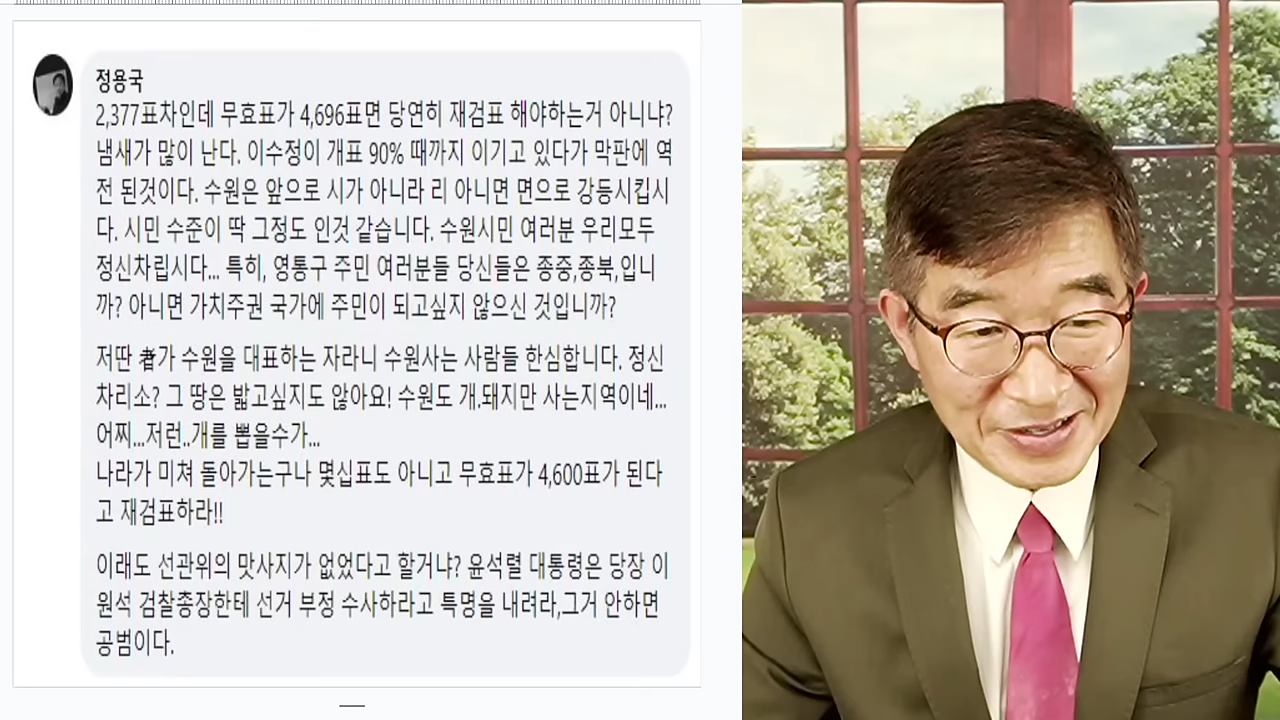 정용국
2,377표차인데 무효표가 4,696표면 당연히 재검표 해야하는거 아니냐?
냄새가 많이 난다. 이수정이 개표 90% 때까지 이기고 있다가 막판에 역
전 된것이다. 수원은 앞으로 시가 아니라 리 아니면 면으로 강등시킵시
다. 시민 수준이 딱 그정도 인것 같습니다. 수원시민 여러분 우리모두
정신차립시다... 특히, 영통구 주민 여러분들 당신들은 종중,종북,입니
까? 아니면 가치주권 국가에 주민이 되고싶지 않으신 것입니까?
저딴 者가 수원을 대표하는 자라니 수원사는 사람들 한심합니다. 정신
차리소? 그 땅은 밟고싶지도 않아요! 수원도 개.돼지만 사는지역이네...
어찌...저런..개를 뽑을수가...
나라가 미쳐 돌아가는구나 몇십표도 아니고 무효표가 4,600표가 된다
고 재검표하라!!
이래도 선관위의 맛사지가 없었다고 할거냐? 윤석렬 대통령은 당장 이
원석 검찰총장한테 선거 부정 수사하라고 특명을 내려라,그거 안하면
공범이다.